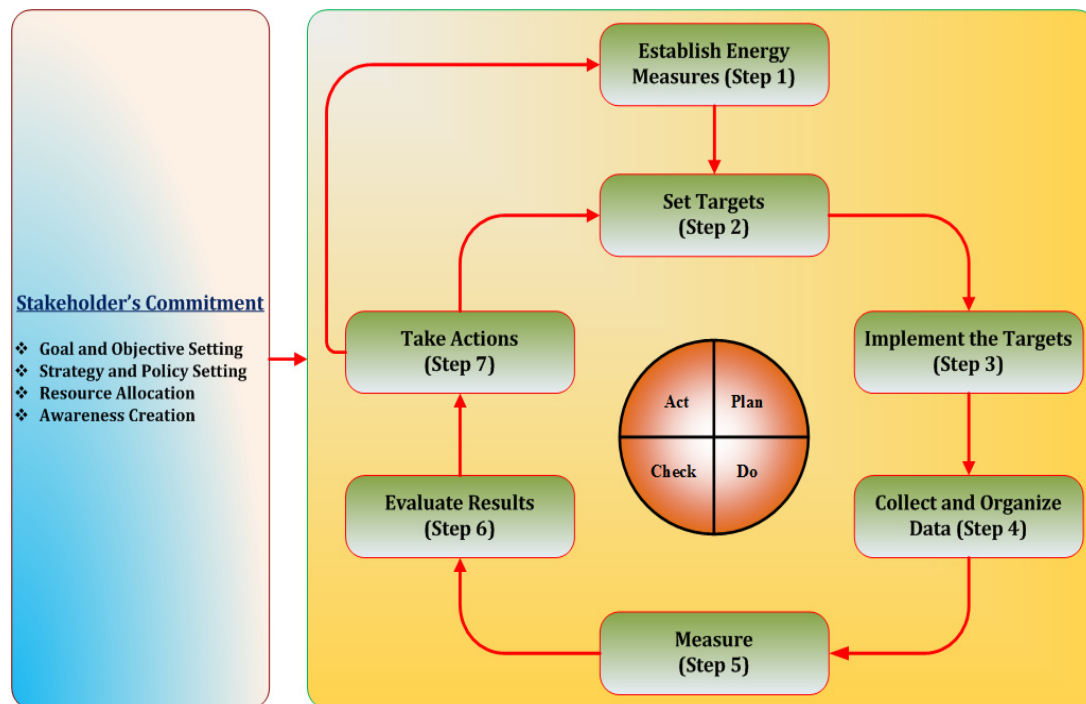 Stakeholder's Commitment
❖ Goal and Objective Setting
❖ Strategy and Policy Setting
❖ Resource Allocation
❖ Awareness Creation
Establish Energy
Measures (Step 1)
Set Targets
(Step 2)
Implement the Targets
(Step 3)
Collect and Organize
Data (Step 4)
Measure
(Step 5)
Evaluate Results
(Step 6)
Take Actions
(Step 7)
Act
Plan
Check
Do